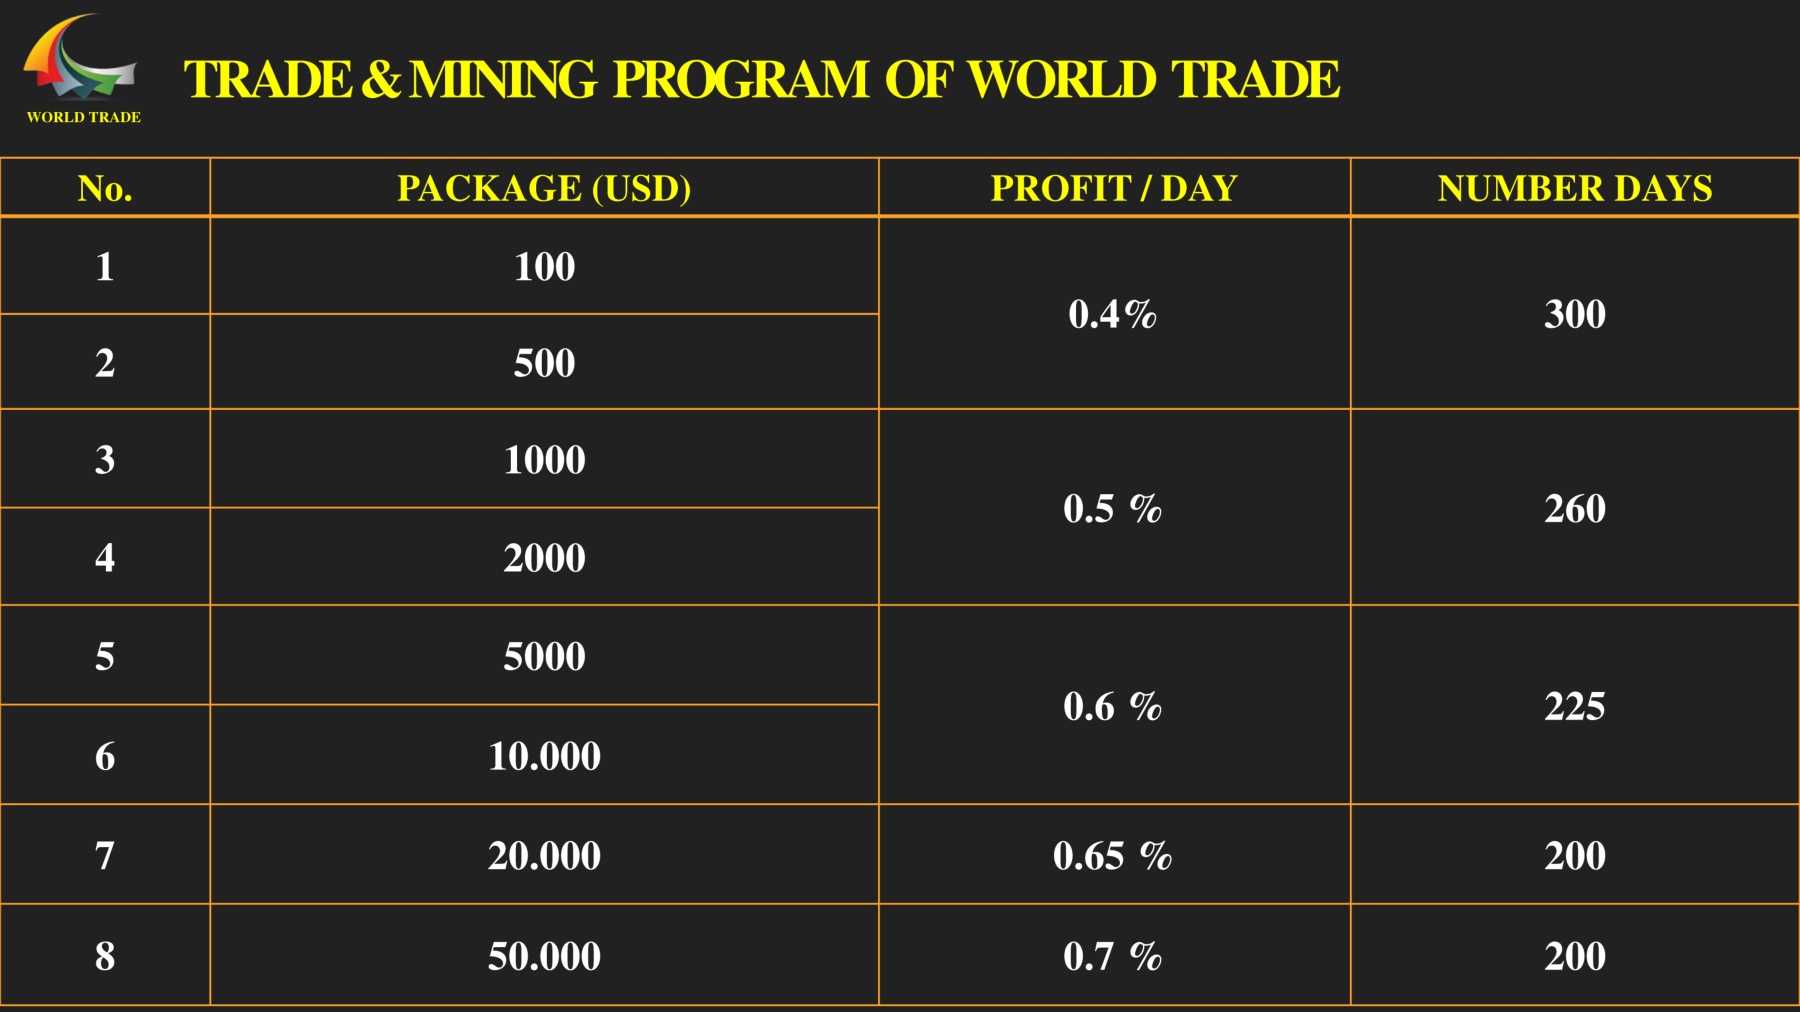 WORLD TRADE
TRADE & MINING PROGRAM OF WORLD TRADE
No. PACKAGE (USD) PROFIT / DAY NUMBER DAYS
1 100 0.4% 300
2 500
3 1000 0.5 % 260
4 2000
5 5000 0.6 % 225
6 10.000
7 20.000 0.65 % 200
8 50.000 0.7 % 200